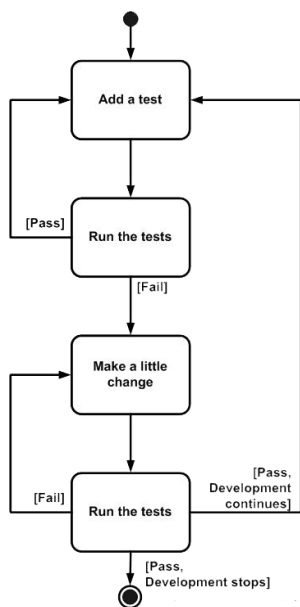 Add a test
[Pass]
Run the tests
[Fail]
Make a little
change
[Pass,
Development
continues]
[Fail]
Run the tests
[Pass,
Development stops]